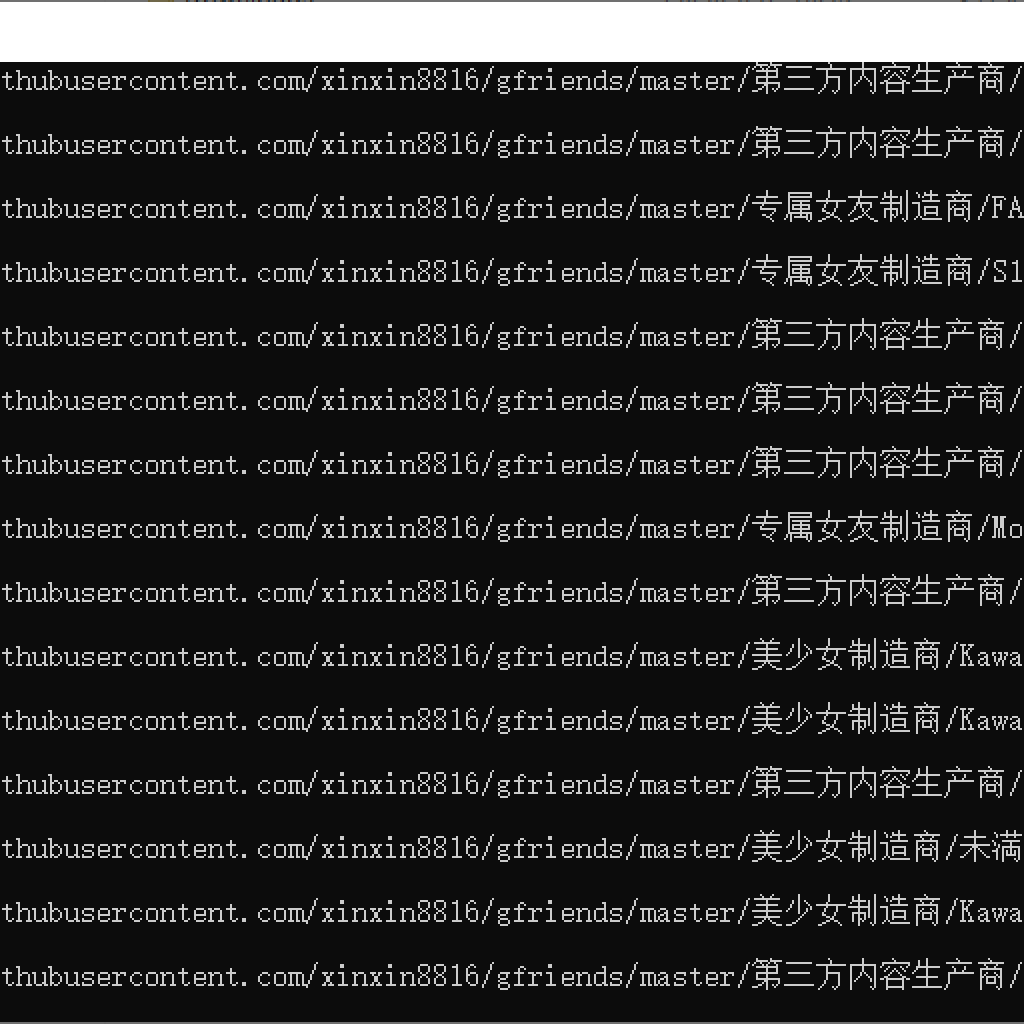 thubusercontent.com/xinxin8816/gfriends/master/第三方内容生产商/
thubusercontent.com/xinxin8816/gfriends/master/第三方内容生产商/
thubusercontent.com/xinxin8816/gfriends/master/专属女友制造商/FA
thubusercontent.com/xinxin8816/gfriends/master/专属女友制造商/S1
thubusercontent.com/xinxin8816/gfriends/master/第三方内容生产商/
thubusercontent.com/xinxin8816/gfriends/master/第三方内容生产商/
thubusercontent.com/xinxin8816/gfriends/master/第三方内容生产商/
thubusercontent.com/xinxin8816/gfriends/master/专属女友制造商/Mo
thubusercontent.com/xinxin8816/gfriends/master/第三方内容生产商/
thubusercontent.com/xinxin8816/gfriends/master/美少女制造商/Kawa
thubusercontent.com/xinxin8816/gfriends/master/美少女制造商/Kawa
thubusercontent.com/xinxin8816/gfriends/master/第三方内容生产商/
thubusercontent.com/xinxin8816/gfriends/master/美少女制造商/未满
thubusercontent.com/xinxin8816/gfriends/master/美少女制造商/Kawa
thubusercontent.com/xinxin8816/gfriends/master/第三方内容生产商/